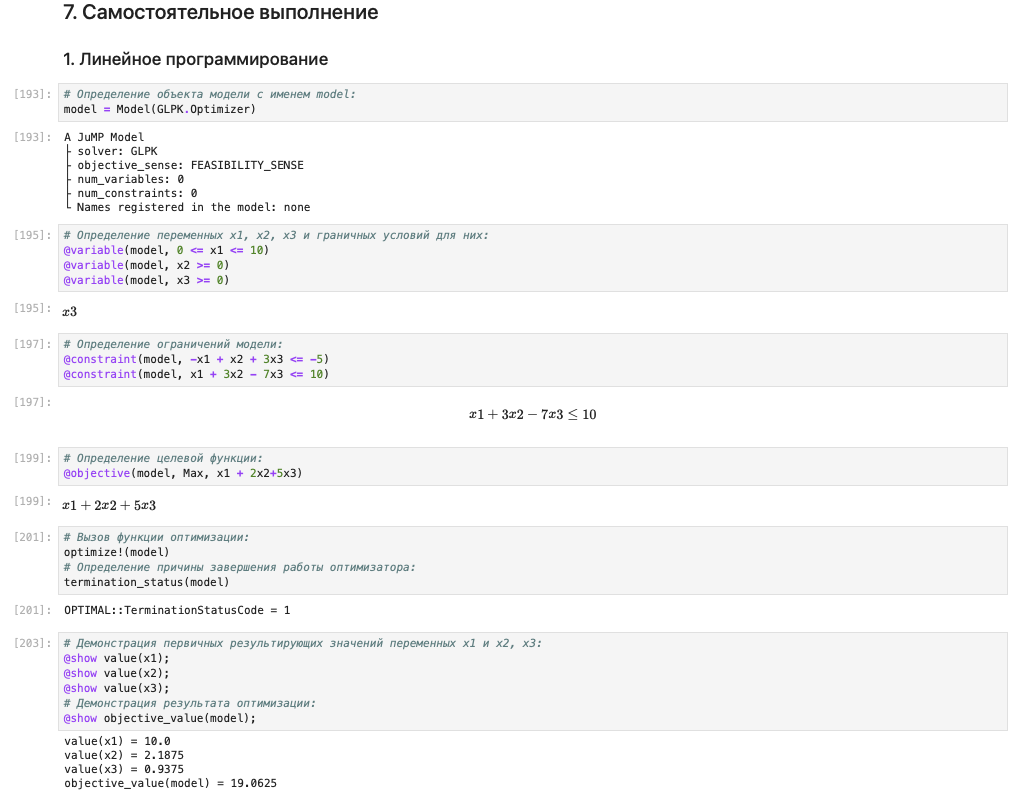 7. Самостоятельное выполнение
1. Линейное программирование
[193]: # Определение объекта модели с именем model:
model = Model(GLPK.Optimizer)
[193]: A JuMP Model
├ solver: GLPK
├ objective_sense: FEASIBILITY_SENSE
├ num_variables: 0
├ num_constraints: 0
└ Names registered in the model: none
[195]: # Определение переменных x1, x2, x3 и граничных условий для них:
@variable(model, 0 <= x1 <= 10)
@variable(model, x2 >= 0)
@variable(model, x3 >= 0)
[195]: x3
[197]: # Определение ограничений модели:
@constraint(model, -x1 + x2 + 3x3 <= -5)
@constraint(model, x1 + 3x2 - 7x3 <= 10)
[197]: x1 + 3x2 − 7x3 ≤ 10
[199]: # Определение целевой функции:
@objective(model, Max, x1 + 2x2+5x3)
[199]: x1 + 2x2 + 5x3
[201]: # Вызов функции оптимизации:
optimize!(model)
# Определение причины завершения работы оптимизатора:
termination_status(model)
[201]: OPTIMAL::TerminationStatusCode = 1
[203]: # Демонстрация первичных результирующих значений переменных x1 и x2, x3:
@show value(x1);
@show value(x2);
@show value(x3);
# Демонстрация результата оптимизации:
@show objective_value(model);
value(x1) = 10.0
value(x2) = 2.1875
value(x3) = 0.9375
objective_value(model) = 19.0625